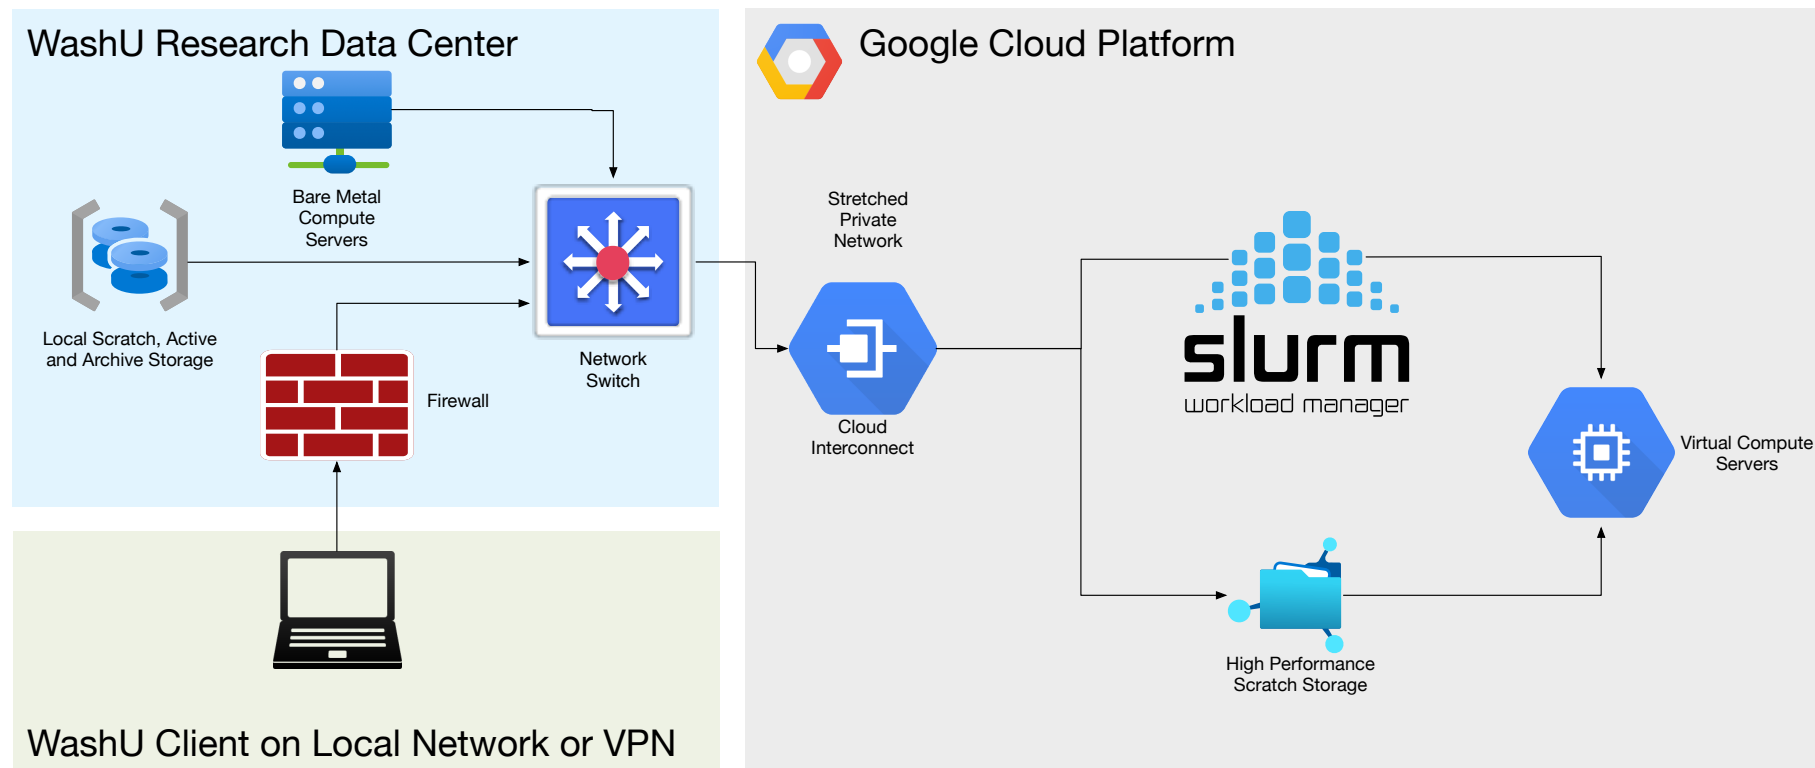 WashU Research Data Center
Bare Metal
Compute
Servers
Local Scratch, Active
and Archive Storage
Firewall
Network
Switch
WashU Client on Local Network or VPN
Google Cloud Platform
Stretched
Private
Network
Cloud
Interconnect
slurm
workload manager
Virtual Compute
Servers
High Performance
Scratch Storage